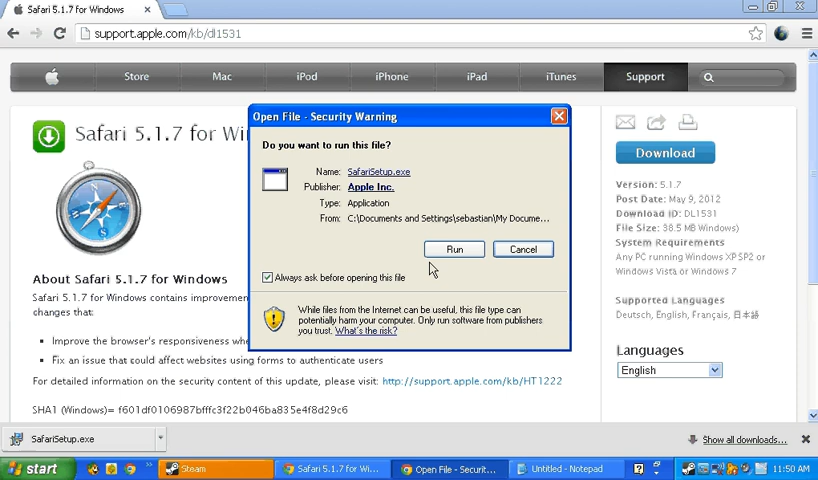 Safari 5.1.7 for Windows
support.apple.com/kb/dl1531
Store
Mac
iPod
iPhone
iPad
iTunes
Support
Safari 5.1.7 for Wi
Open File - Security Warning
Do you want to run this file?
Name: SafariSetup.exe
Publisher: Apple Inc.
Type: Application
From: C:\Documents and Settings\sebastian\My Docume...
Run
Cancel
Always ask before opening this file
While files from the Internet can be useful, this file type can
potentially harm your computer. Only run software from publishers
you trust. What's the risk?
Download
Version: 5.1.7
Post Date: May 9, 2012
Download ID: DL1531
File Size: 38.5 MB Windows)
System Requirements
Any PC running Windows XP SP2 or
Windows Vista or Windows 7
Supported Languages
Deutsch, English, Français, 日本語
Languages
English
About Safari 5.1.7 for Windows
Safari 5.1.7 for Windows contains improvemen
changes that:
Improve the browser's responsiveness whe
Fix an issue that could affect websites using forms to authenticate users
For detailed information on the security content of this update, please visit: http://support.apple.com/kb/HT1222
SHA1 (Windows)= f601df0106987bfffc3f22b046ba835e4f8d29c6
SafariSetup.exe
Show all downloads...
start
Steam
Safari 5.1.7 for Wi...
Open File - Securit...
Untitled - Notepad
11:50 AM